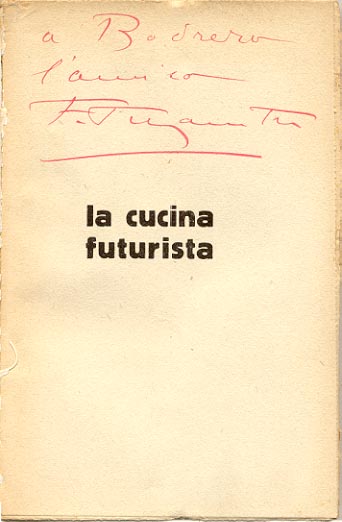 a Bodrero
l'amico
la cucina
futurista